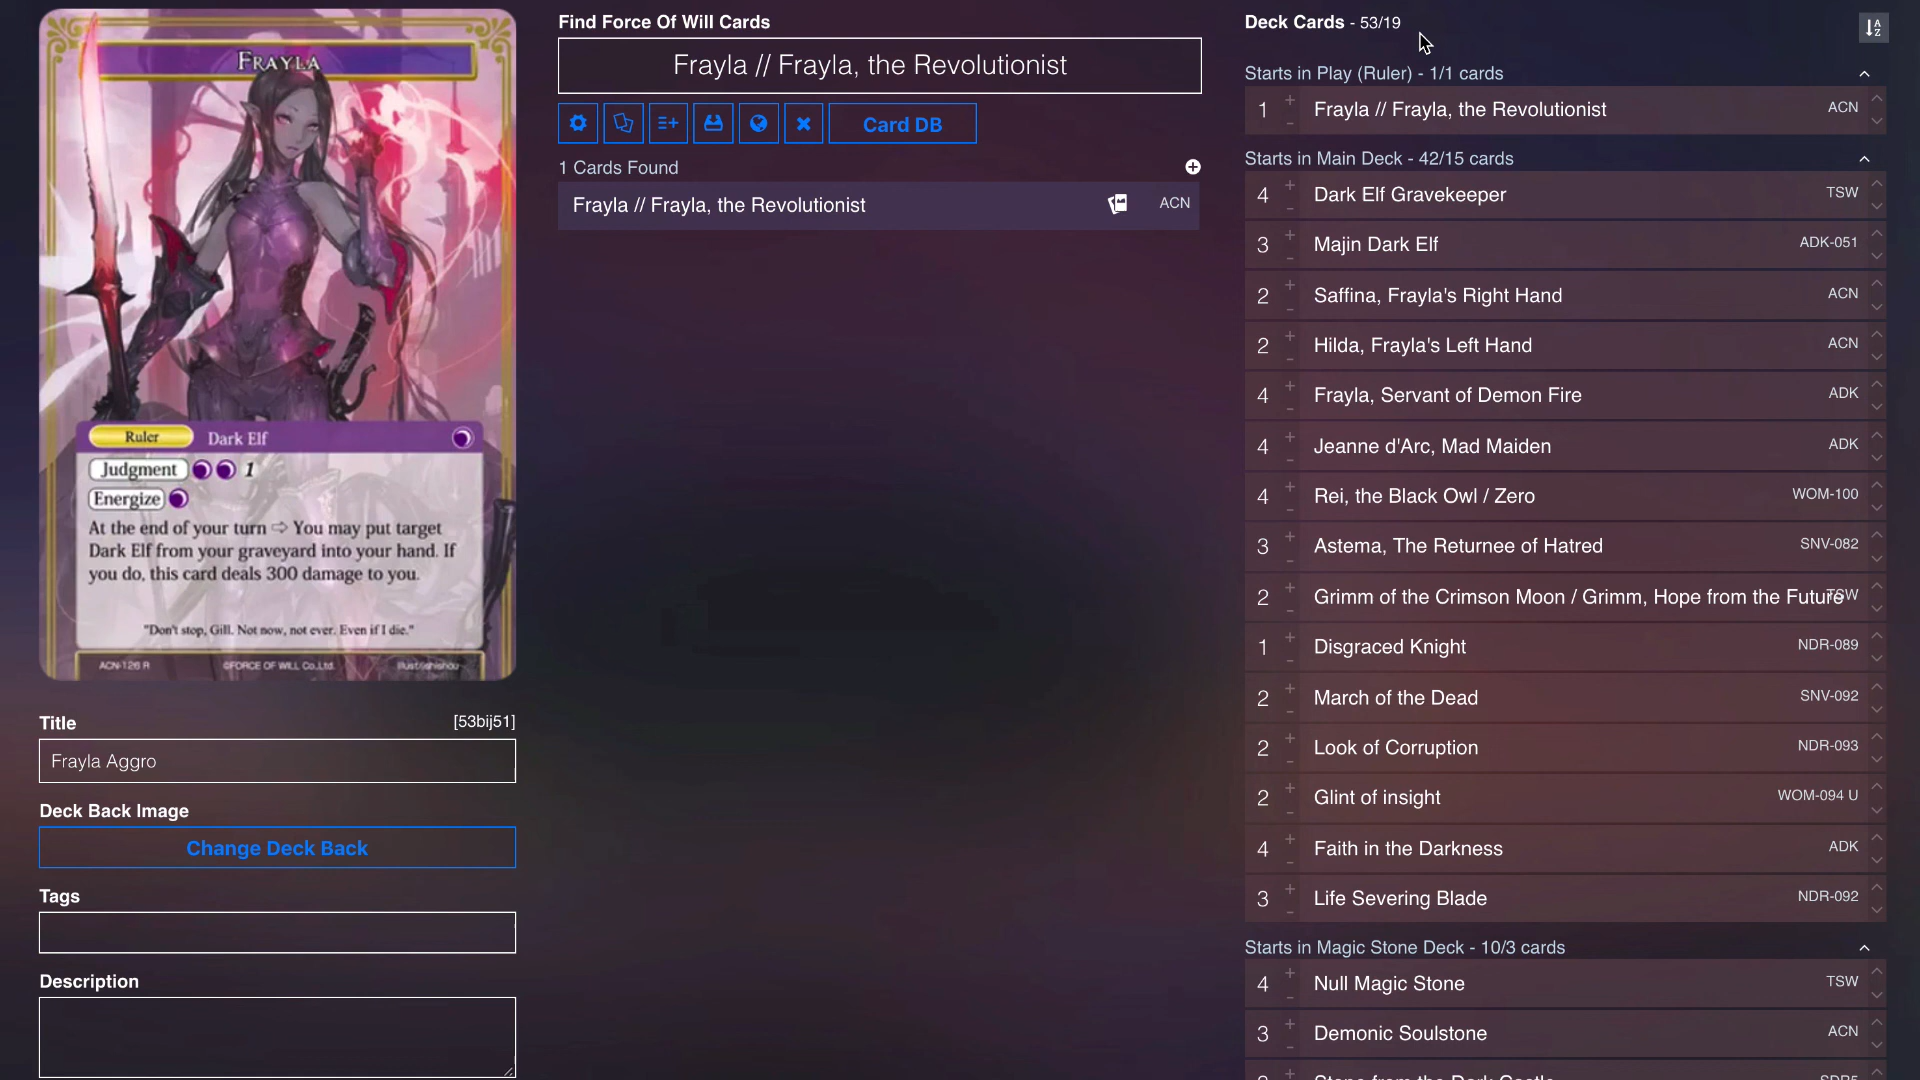 FRAYLA
Ruler
Dark Elf
Judgment 1
Energize
At the end of your turn ⇨ You may put target
Dark Elf from your graveyard into your hand. If
you do, this card deals 300 damage to you.
"Don't stop, Gill. Not now, not ever. Even if I die."
ACN-126 R
©FORCE OF WILL Co.,Ltd.
Title
[53bij51]
Frayla Aggro
Deck Back Image
Change Deck Back
Tags
Description
Find Force Of Will Cards
Frayla // Frayla, the Revolutionist
Card DB
1 Cards Found
Frayla // Frayla, the Revolutionist ACN
Deck Cards - 53/19
Starts in Play (Ruler) - 1/1 cards
1 Frayla // Frayla, the Revolutionist ACN
Starts in Main Deck - 42/15 cards
4 Dark Elf Gravekeeper TSW
3 Majin Dark Elf ADK-051
2 Saffina, Frayla's Right Hand ACN
2 Hilda, Frayla's Left Hand ACN
4 Frayla, Servant of Demon Fire ADK
4 Jeanne d'Arc, Mad Maiden ADK
4 Rei, the Black Owl / Zero WOM-100
3 Astema, The Returnee of Hatred SNV-082
2 Grimm of the Crimson Moon / Grimm, Hope from the Future TSW
1 Disgraced Knight NDR-089
2 March of the Dead SNV-092
2 Look of Corruption NDR-093
2 Glint of insight WOM-094 U
4 Faith in the Darkness ADK
3 Life Severing Blade NDR-092
Starts in Magic Stone Deck - 10/3 cards
4 Null Magic Stone TSW
3 Demonic Soulstone ACN
Stone from the Dark Castle